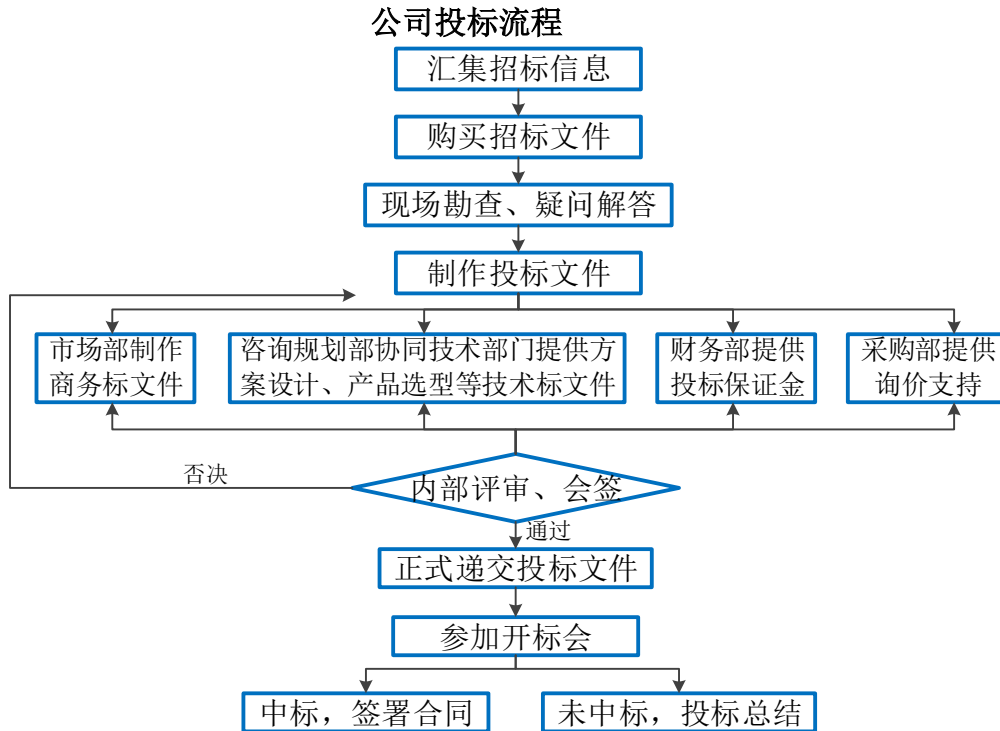 公司投标流程
汇集招标信息
购买招标文件
现场勘查、疑问解答
制作投标文件
市场部制作
商务标文件
咨询规划部协同技术部门提供方
案设计、产品选型等技术标文件
财务部提供
投标保证金
采购部提供
询价支持
否决
内部评审、会签
通过
正式递交投标文件
参加开标会
中标，签署合同
未中标，投标总结